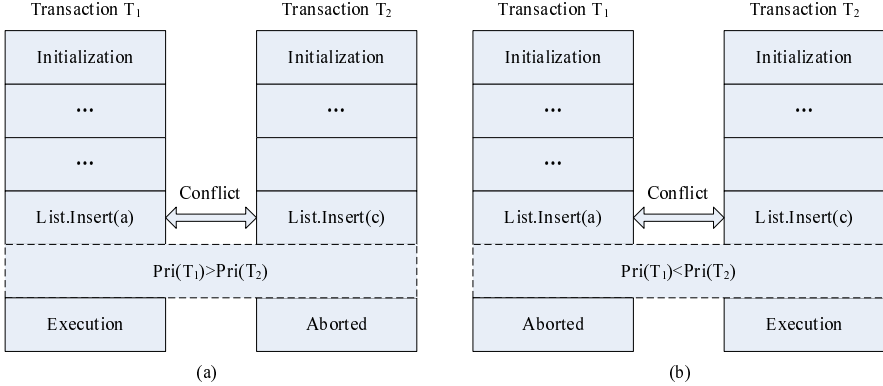 Transaction T1
Transaction T2
Initialization
Initialization
...
...
...
Conflict
List.Insert(a)
List.Insert(c)
Pri(T1)>Pri(T2)
Execution
Aborted
(a)
Transaction T1
Transaction T2
Initialization
Initialization
...
...
...
Conflict
List.Insert(a)
List.Insert(c)
Pri(T1)<Pri(T2)
Aborted
Execution
(b)